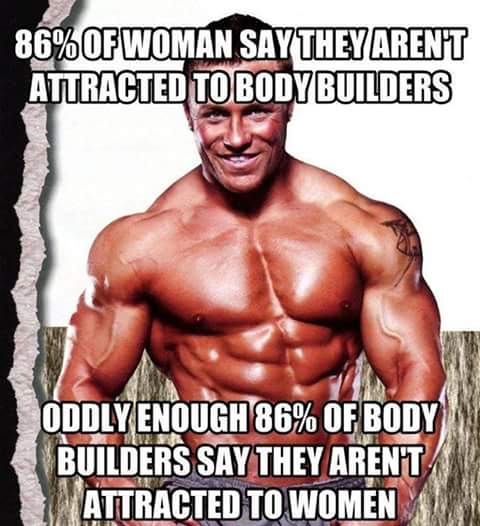 86% OF WOMAN SAY THEY AREN'T
ATTRACTED TO BODY BUILDERS
ODDLY ENOUGH 86% OF BODY
BUILDERS SAY THEY AREN'T
ATTRACTED TO WOMEN